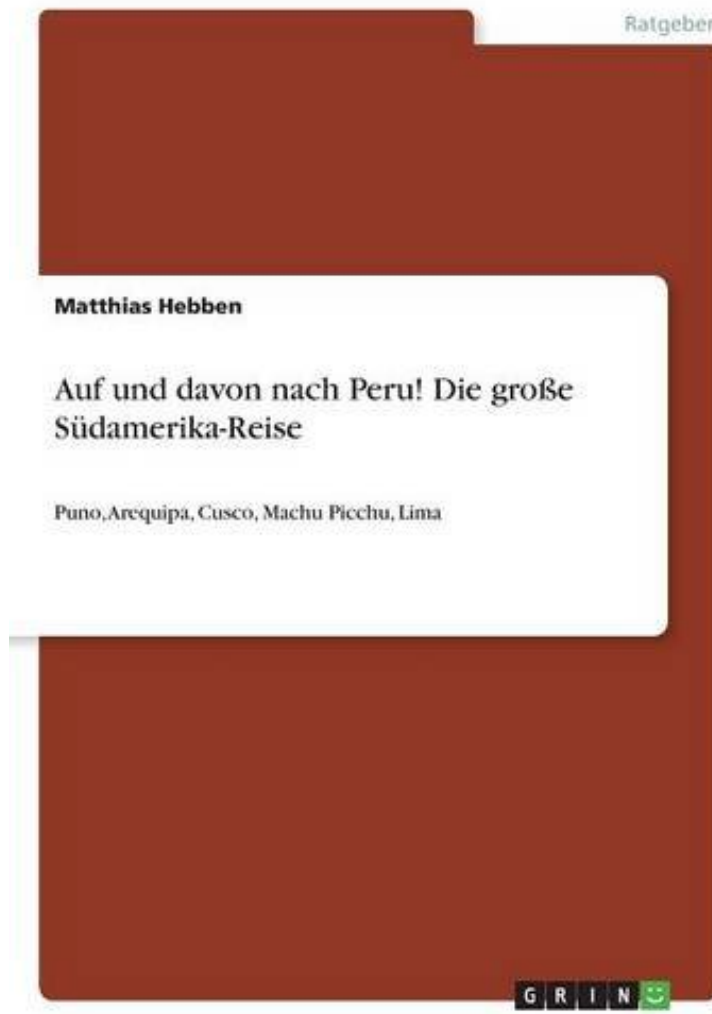 Ratgeber
Matthias Hebben
Auf und davon nach Peru! Die große
Südamerika-Reise
Puno, Arequipa, Cusco, Machu Picchu, Lima
GRIN